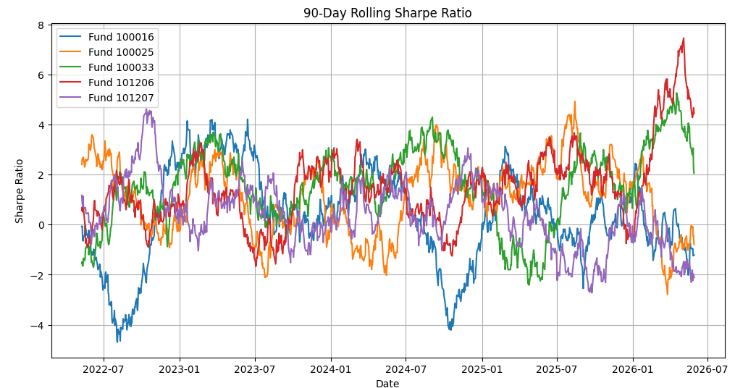 90-Day Rolling Sharpe Ratio
8
6
4
2
0
−2
−4
Sharpe Ratio
Fund 100016
Fund 100025
Fund 100033
Fund 101206
Fund 101207
2022-07
2023-01
2023-07
2024-01
2024-07
2025-01
2025-07
2026-01
2026-07
Date